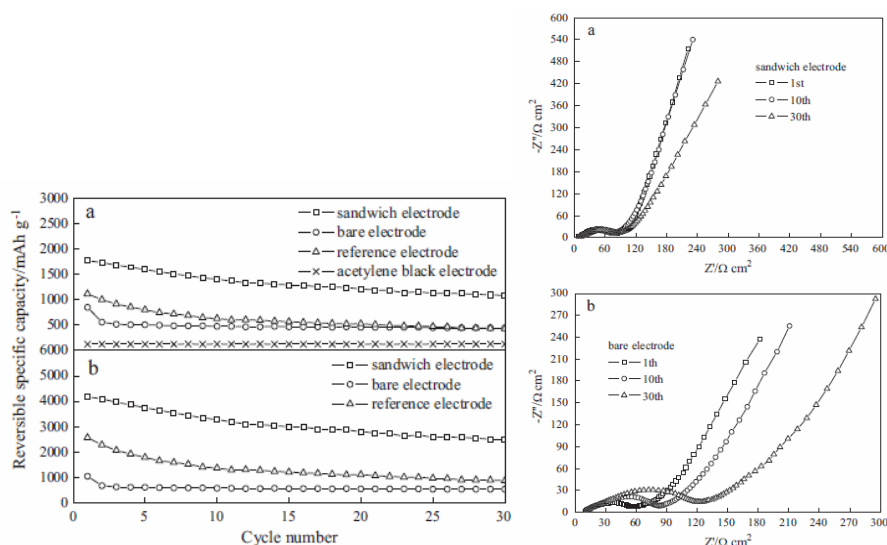 a
sandwich electrode
bare electrode
reference electrode
acetylene black electrode
3000
2500
2000
1500
1000
500
6000
b
sandwich electrode
bare electrode
reference electrode
5000
4000
3000
2000
1000
0
0 5 10 15 20 25 30
Cycle number
Reversible specific capacity/mAh g⁻¹
a
sandwich electrode
1st
10th
30th
600
540
480
420
360
300
240
180
120
60
0
0 60 120 180 240 300 360 420 480 540 600
Z'/Ω cm²
-Z''/Ω cm²
b
bare electrode
1th
10th
30th
300
270
240
210
180
150
120
90
60
30
0
0 30 60 90 120 150 180 210 240 270 300
Z'/Ω cm²
-Z''/Ω cm²